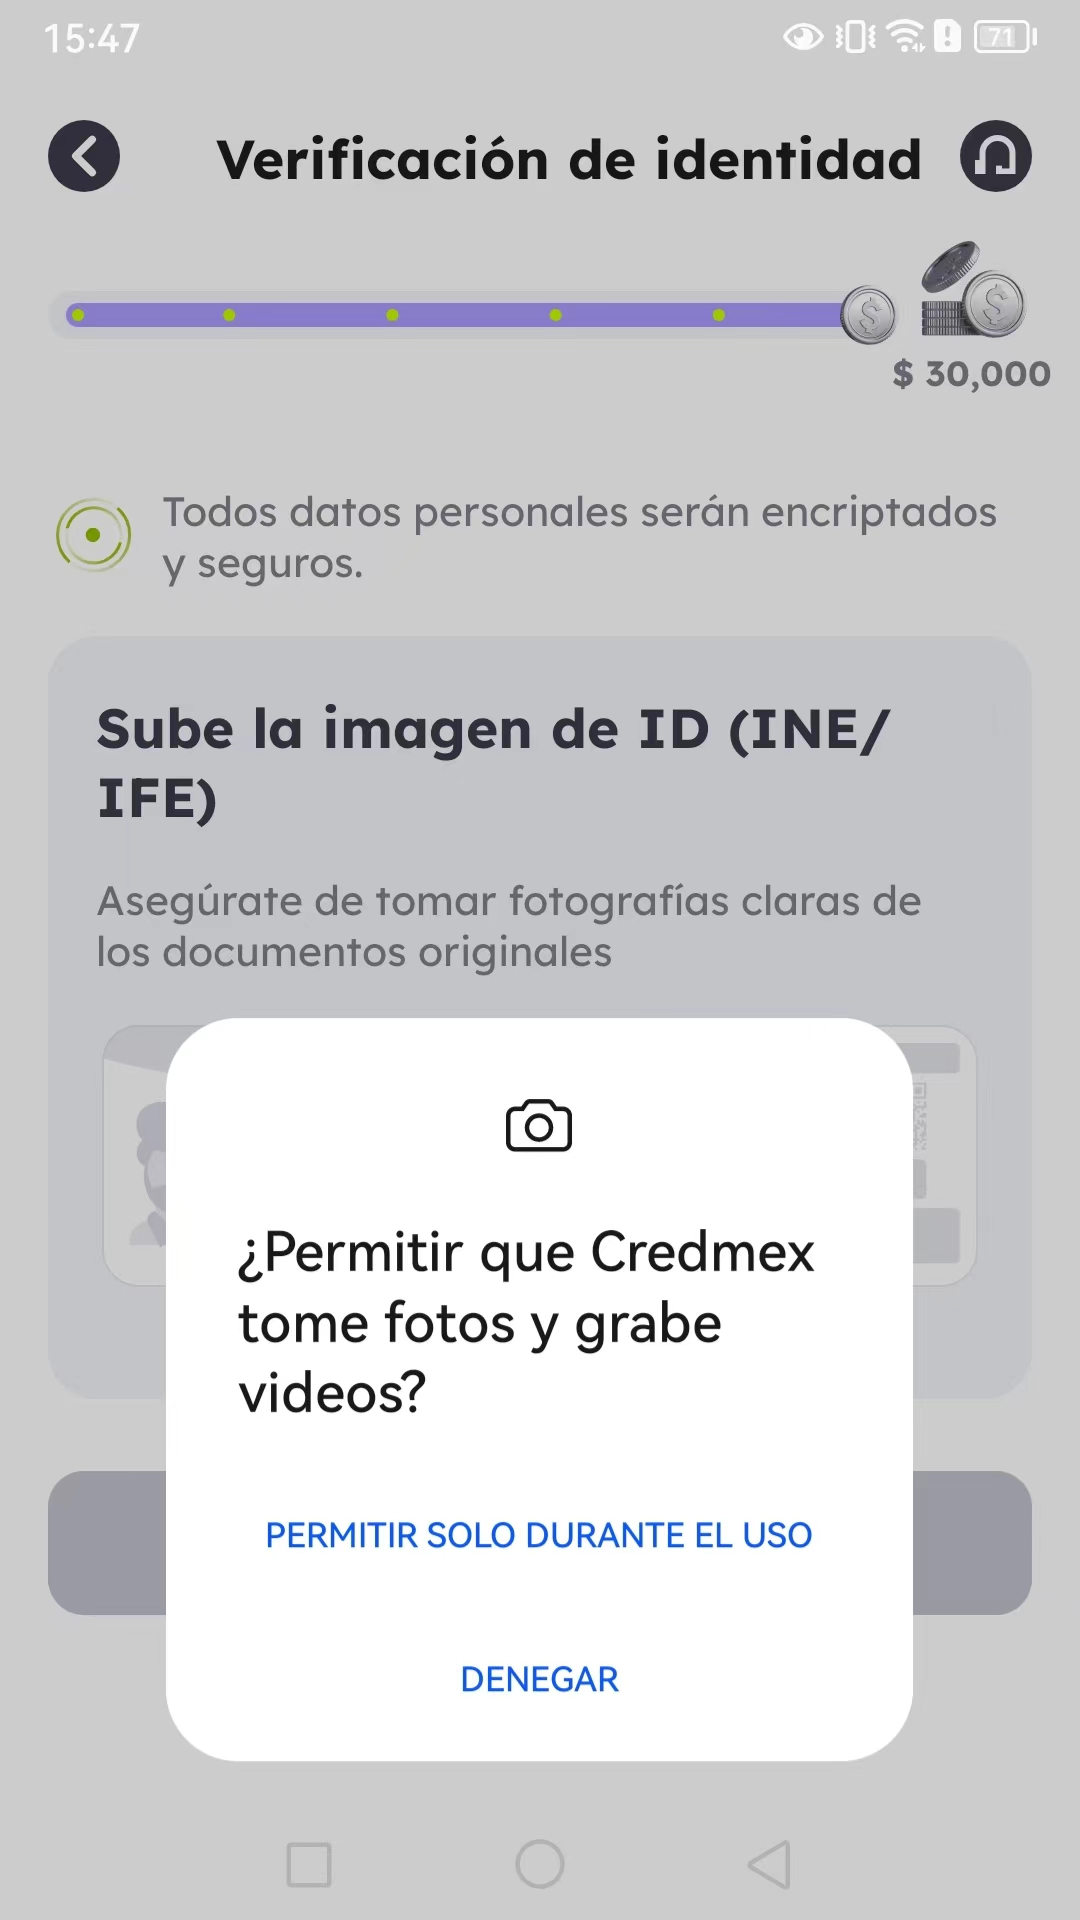 15:47
71
Verificación de identidad
$ 30,000
Todos datos personales serán encriptados
y seguros.
Sube la imagen de ID (INE/
IFE)
Asegúrate de tomar fotografías claras de
los documentos originales
¿Permitir que Credmex
tome fotos y grabe
videos?
PERMITIR SOLO DURANTE EL USO
DENEGAR